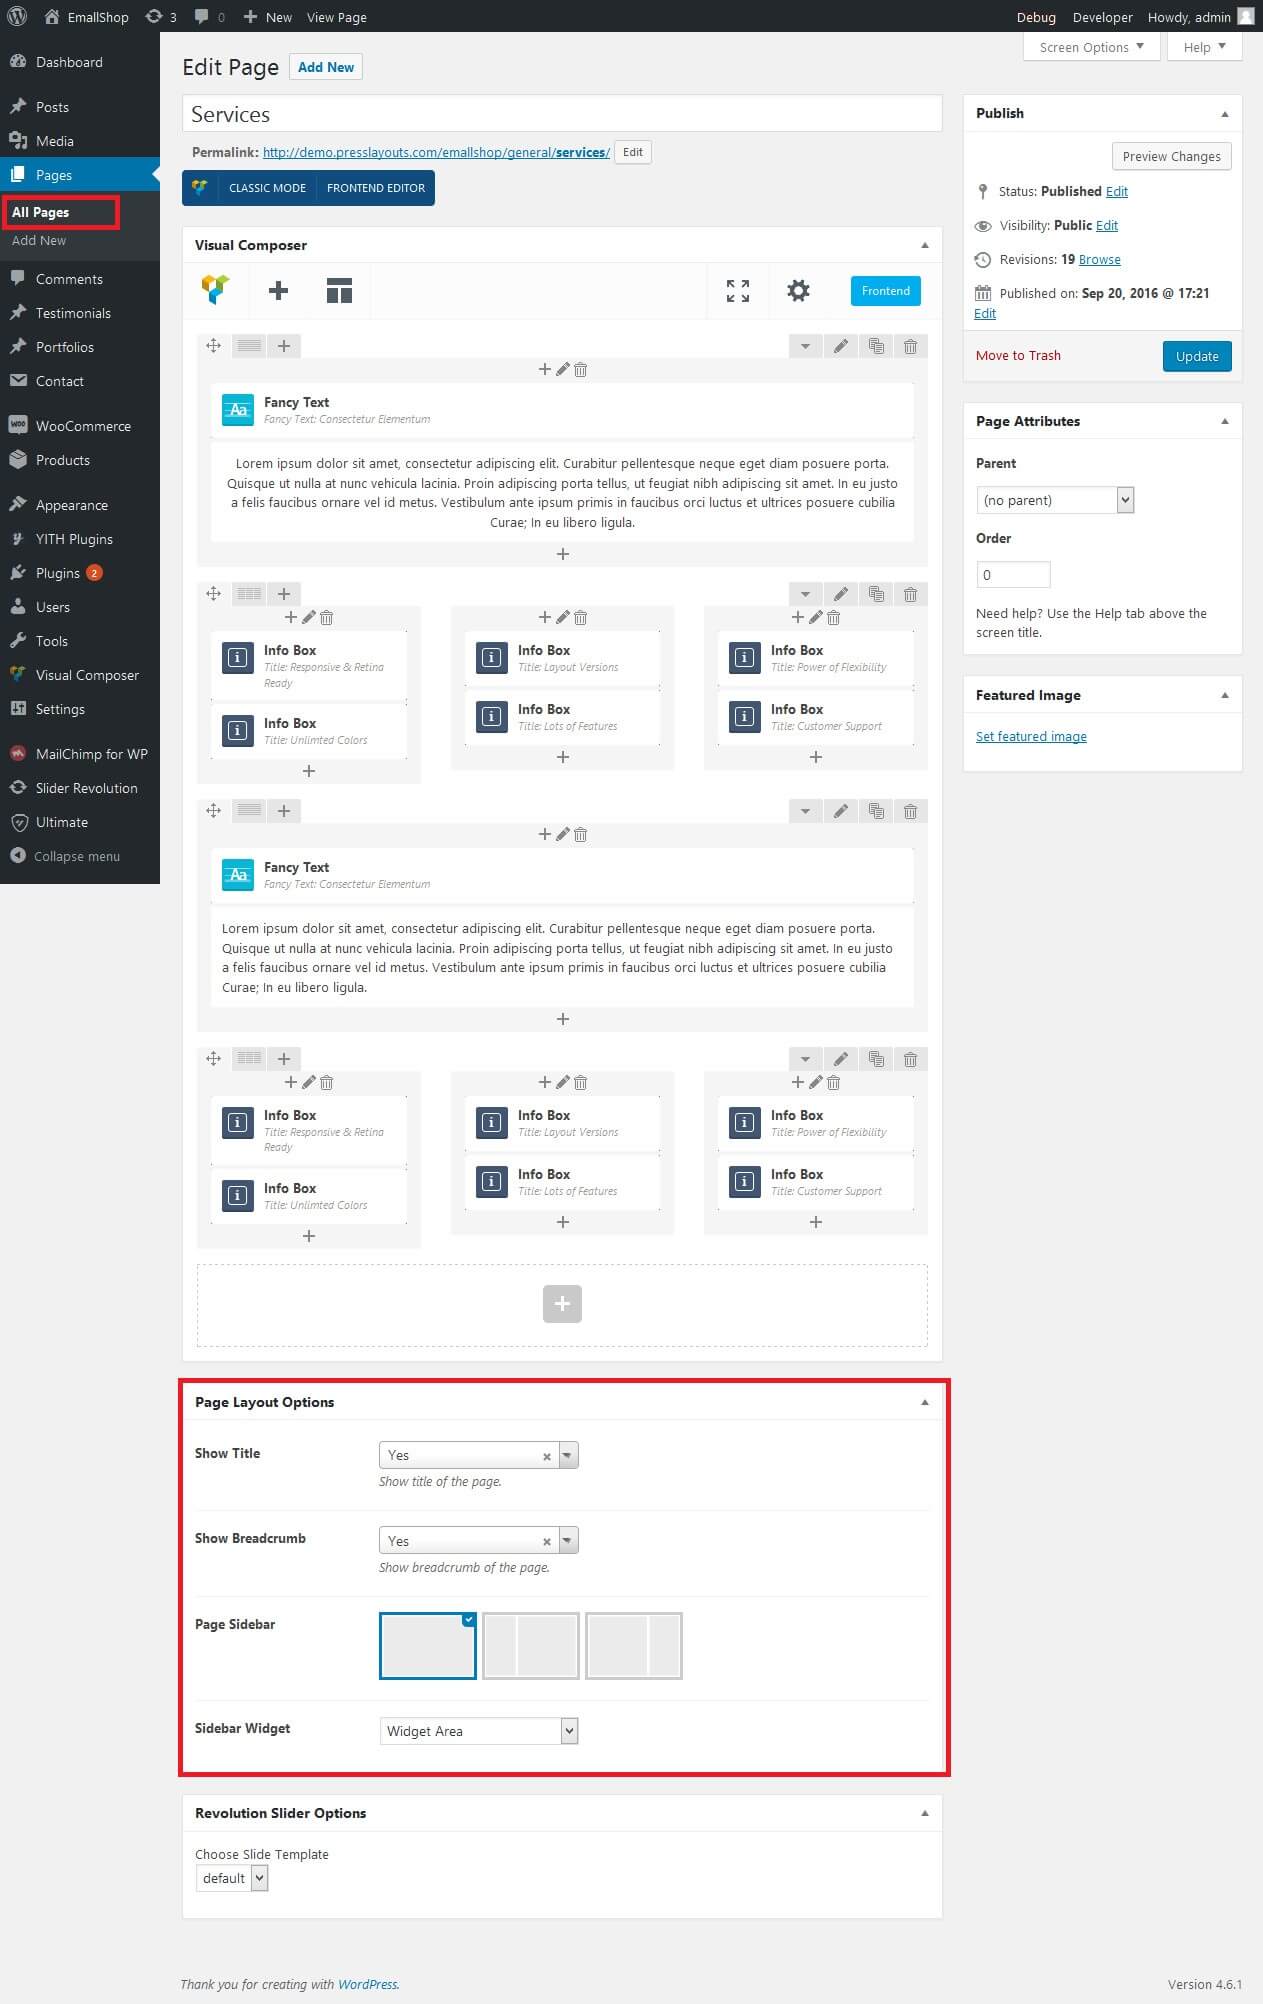 EmallShop 3 0 New View Page Debug Developer Howdy, admin
Screen Options Help
Dashboard
Posts
Media
Pages
All Pages
Add New
Comments
Testimonials
Portfolios
Contact
WooCommerce
Products
Appearance
YITH Plugins
Plugins 2
Users
Tools
Visual Composer
Settings
MailChimp for WP
Slider Revolution
Ultimate
Collapse menu
Edit Page Add New
Services
Permalink: http://demo.presslayouts.com/emallshop/general/services/ Edit
CLASSIC MODE FRONTEND EDITOR
Visual Composer
Frontend
Aa Fancy Text
Fancy Text: Consectetur Elementum
Lorem ipsum dolor sit amet, consectetur adipiscing elit. Curabitur pellentesque neque eget diam posuere porta.
Quisque ut nulla at nunc vehicula lacinia. Proin adipiscing porta tellus, ut feugiat nibh adipiscing sit amet. In eu justo
a felis faucibus ornare vel id metus. Vestibulum ante ipsum primis in faucibus orci luctus et ultrices posuere cubilia
Curae; In eu libero ligula.
Info Box
Title: Responsive & Retina
Ready
Info Box
Title: Unlimted Colors
Info Box
Title: Layout Versions
Info Box
Title: Lots of Features
Info Box
Title: Power of Flexibility
Info Box
Title: Customer Support
Aa Fancy Text
Fancy Text: Consectetur Elementum
Lorem ipsum dolor sit amet, consectetur adipiscing elit. Curabitur pellentesque neque eget diam posuere porta.
Quisque ut nulla at nunc vehicula lacinia. Proin adipiscing porta tellus, ut feugiat nibh adipiscing sit amet. In eu justo
a felis faucibus ornare vel id metus. Vestibulum ante ipsum primis in faucibus orci luctus et ultrices posuere cubilia
Curae; In eu libero ligula.
Info Box
Title: Responsive & Retina
Ready
Info Box
Title: Unlimted Colors
Info Box
Title: Layout Versions
Info Box
Title: Lots of Features
Info Box
Title: Power of Flexibility
Info Box
Title: Customer Support
Page Layout Options
Show Title Yes
Show title of the page.
Show Breadcrumb Yes
Show breadcrumb of the page.
Page Sidebar
Sidebar Widget Widget Area
Revolution Slider Options
Choose Slide Template
default
Publish
Preview Changes
Status: Published Edit
Visibility: Public Edit
Revisions: 19 Browse
Published on: Sep 20, 2016 @ 17:21
Edit
Move to Trash Update
Page Attributes
Parent
(no parent)
Order
0
Need help? Use the Help tab above the
screen title.
Featured Image
Set featured image
Thank you for creating with WordPress. Version 4.6.1